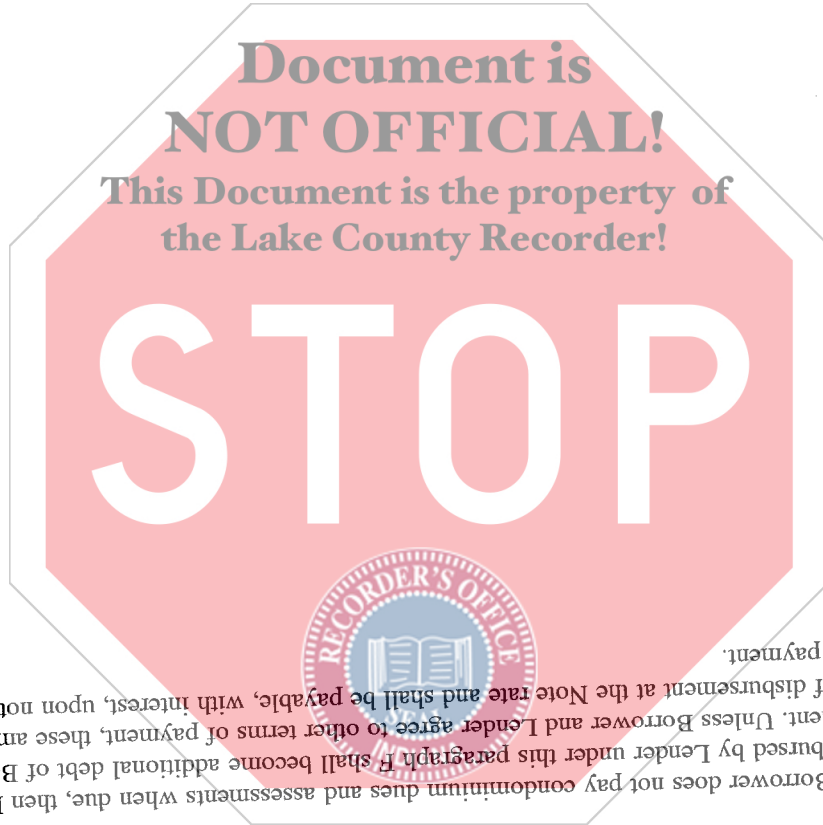 Document is
NOT OFFICIAL!
This Document is the property of
the Lake County Recorder!
STOP
RECORDER'S OFFICE
SEAL
INDIANA
Borrower does not pay condominium dues and assessments when due, then
by Lender under this paragraph F shall become additional debt of
Unless Borrower and Lender agree to other terms of payment, these
disbursement at the Note rate and shall be payable, with interest, upon
payment.